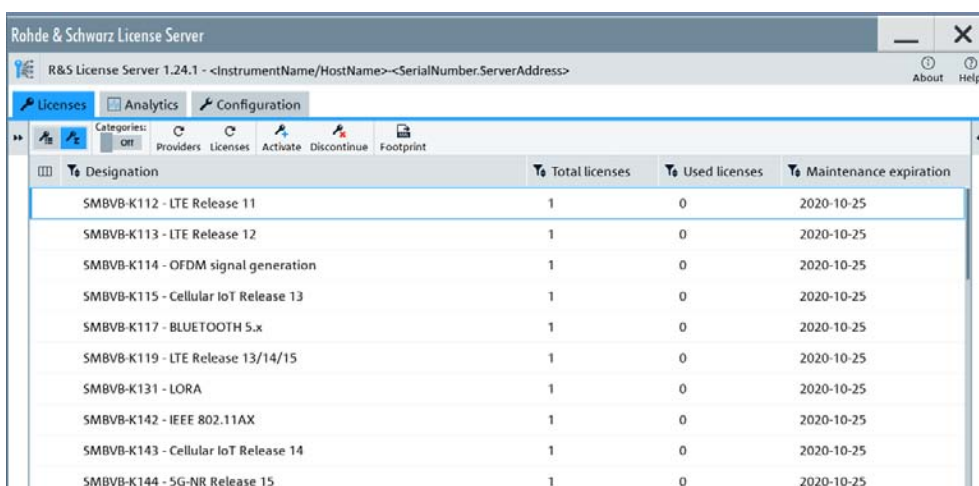 Rohde & Schwarz License Server
R&S License Server 1.24.1 - <InstrumentName/HostName>-<SerialNumber.ServerAddress>
About Help
Licenses Analytics Configuration
Categories:
Off
Providers Licenses Activate Discontinue Footprint
Designation Total licenses Used licenses Maintenance expiration
SMBVB-K112 - LTE Release 11 1 0 2020-10-25
SMBVB-K113 - LTE Release 12 1 0 2020-10-25
SMBVB-K114 - OFDM signal generation 1 0 2020-10-25
SMBVB-K115 - Cellular IoT Release 13 1 0 2020-10-25
SMBVB-K117 - BLUETOOTH 5.x 1 0 2020-10-25
SMBVB-K119 - LTE Release 13/14/15 1 0 2020-10-25
SMBVB-K131 - LORA 1 0 2020-10-25
SMBVB-K142 - IEEE 802.11AX 1 0 2020-10-25
SMBVB-K143 - Cellular IoT Release 14 1 0 2020-10-25
SMBVB-K144 - 5G-NR Release 15 1 0 2020-10-25